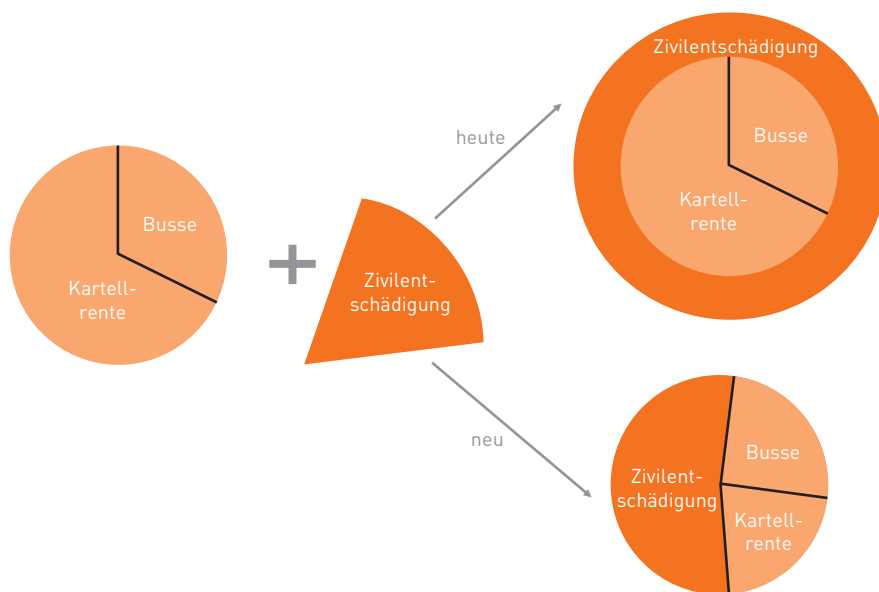 Busse
Kartell-
rente
+
Zivilent-
schädigung
heute
neu
Zivilentschädigung
Busse
Kartell-
rente
Zivilent-
schädigung
Busse
Kartell-
rente